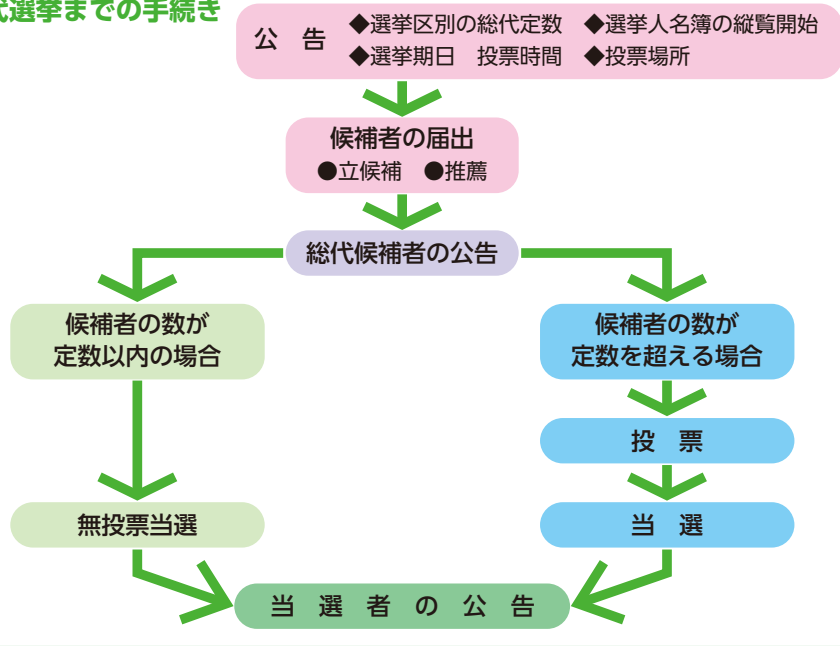 代選挙までの手続き
公　告
◆選挙区別の総代定数　◆選挙人名簿の縦覧開始
◆選挙期日　投票時間　◆投票場所
候補者の届出
●立候補　●推薦
総代候補者の公告
候補者の数が
定数以内の場合
候補者の数が
定数を超える場合
投　票
無投票当選
当　選
当　選　者　の　公　告